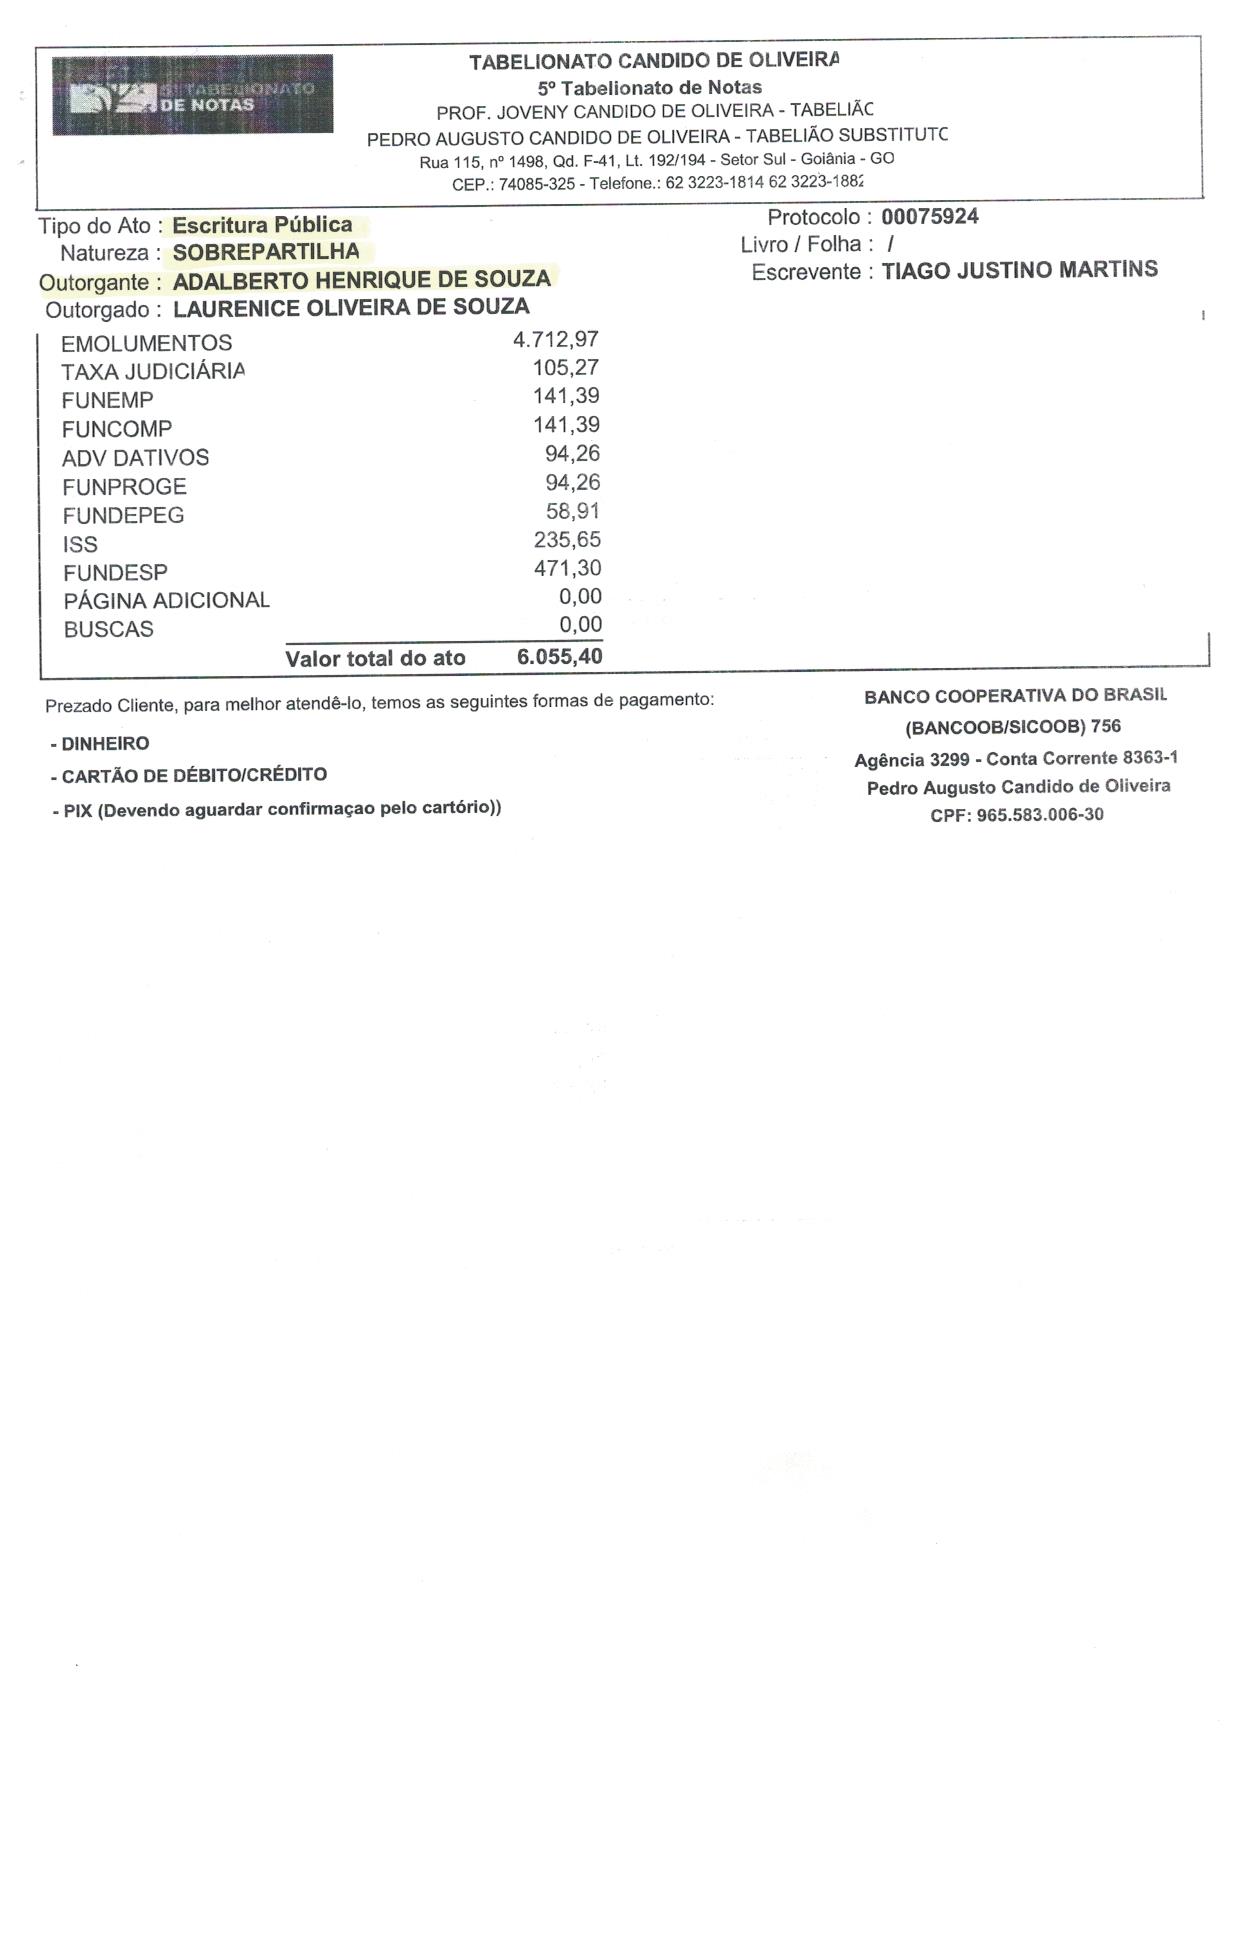 5º TABELIONATO
DE NOTAS
TABELIONATO CANDIDO DE OLIVEIRA
5º Tabelionato de Notas
PROF. JOVENY CANDIDO DE OLIVEIRA - TABELIÃO
PEDRO AUGUSTO CANDIDO DE OLIVEIRA - TABELIÃO SUBSTITUTO
Rua 115, nº 1498, Qd. F-41, Lt. 192/194 - Setor Sul - Goiânia - GO
CEP.: 74085-325 - Telefone.: 62 3223-1814 62 3223-1882
Tipo do Ato : Escritura Pública
Natureza : SOBREPARTILHA
Outorgante : ADALBERTO HENRIQUE DE SOUZA
Outorgado : LAURENICE OLIVEIRA DE SOUZA
Protocolo : 00075924
Livro / Folha : /
Escrevente : TIAGO JUSTINO MARTINS
EMOLUMENTOS 4.712,97
TAXA JUDICIÁRIA 105,27
FUNEMP 141,39
FUNCOMP 141,39
ADV DATIVOS 94,26
FUNPROGE 94,26
FUNDEPEG 58,91
ISS 235,65
FUNDESP 471,30
PÁGINA ADICIONAL 0,00
BUSCAS 0,00
Valor total do ato 6.055,40
Prezado Cliente, para melhor atendê-lo, temos as seguintes formas de pagamento:
- DINHEIRO
- CARTÃO DE DÉBITO/CRÉDITO
- PIX (Devendo aguardar confirmaçao pelo cartório))
BANCO COOPERATIVA DO BRASIL
(BANCOOB/SICOOB) 756
Agência 3299 - Conta Corrente 8363-1
Pedro Augusto Candido de Oliveira
CPF: 965.583.006-30